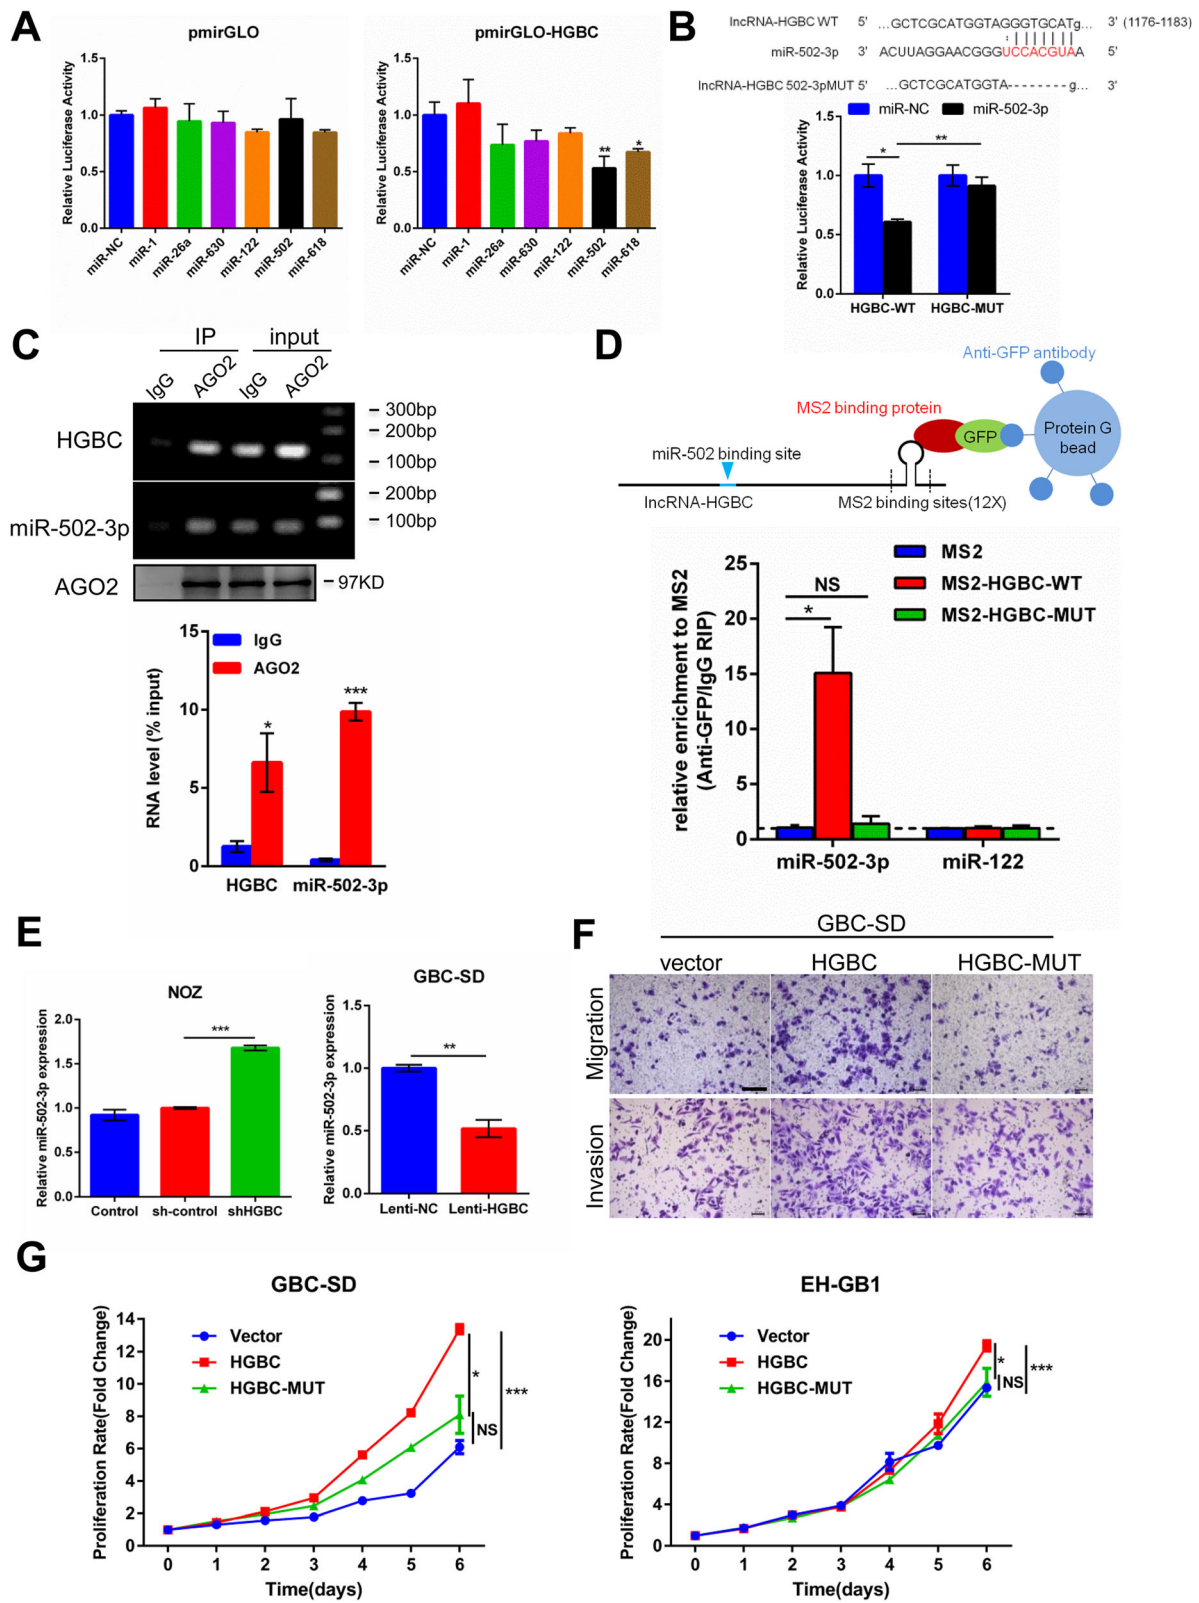 A
pmirGLO
Relative Luciferase Activity
1.5
1.0
0.5
0.0
miR-NC
miR-1
miR-26a
miR-630
miR-122
miR-502
miR-618
pmirGLO-HGBC
Relative Luciferase Activity
1.5
1.0
0.5
0.0
**
*
miR-NC
miR-1
miR-26a
miR-630
miR-122
miR-502
miR-618
B
lncRNA-HGBC WT 5' ...GCTCGCATGGTAGGGTGCATg... 3' (1176-1183)
: | | | | | | |
miR-502-3p 3' ACUUAGGAACGGGUCCACGUAA 5'
lncRNA-HGBC 502-3pMUT 5' ...GCTCGCATGGTA--------g... 3'
miR-NC miR-502-3p
Relative Luciferase Activity
1.5
1.0
0.5
0.0
*
**
HGBC-WT HGBC-MUT
C
IP input
IgG AGO2 IgG AGO2
HGBC
300bp
200bp
100bp
miR-502-3p
200bp
100bp
AGO2
97KD
RNA level (% input)
15
10
5
0
IgG
AGO2
*
***
HGBC miR-502-3p
D
Anti-GFP antibody
MS2 binding protein
GFP
Protein G
bead
miR-502 binding site
lncRNA-HGBC
MS2 binding sites(12X)
relative enrichment to MS2
(Anti-GFP/IgG RIP)
25
20
15
10
5
0
MS2
MS2-HGBC-WT
MS2-HGBC-MUT
NS
*
miR-502-3p miR-122
E
NOZ
Relative miR-502-3p expression
2.0
1.5
1.0
0.5
0.0
***
Control sh-control shHGBC
GBC-SD
Relative miR-502-3p expression
1.5
1.0
0.5
0.0
**
Lenti-NC Lenti-HGBC
F
GBC-SD
vector HGBC HGBC-MUT
Migration
Invasion
G
GBC-SD
Proliferation Rate(Fold Change)
14
12
10
8
6
4
2
0
Vector
HGBC
HGBC-MUT
*
NS
***
0 1 2 3 4 5 6
Time(days)
EH-GB1
Proliferation Rate(Fold Change)
20
16
12
8
4
0
Vector
HGBC
HGBC-MUT
*
NS
***
0 1 2 3 4 5 6
Time(days)